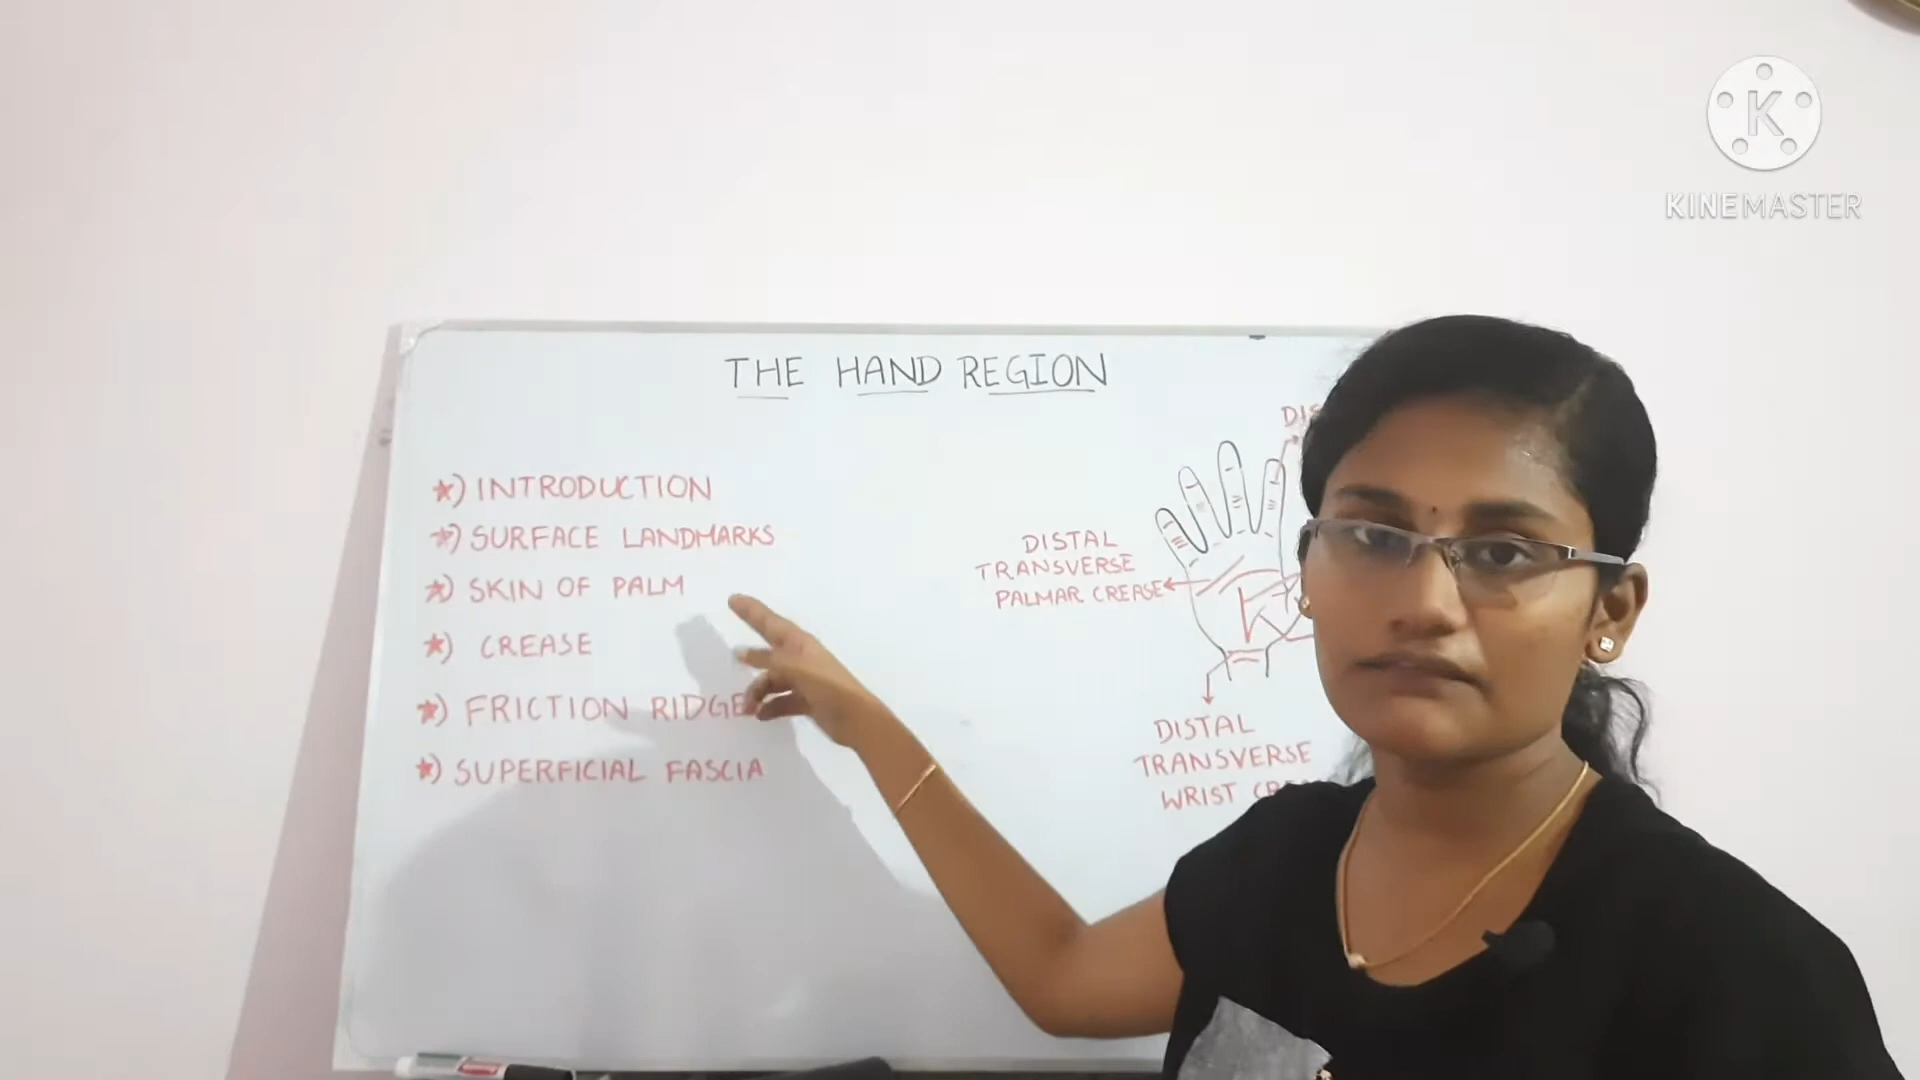 K
KINEMASTER
THE HAND REGION
*) INTRODUCTION
*) SURFACE LANDMARKS
*) SKIN OF PALM
*) CREASE
*) FRICTION RIDGE
*) SUPERFICIAL FASCIA
DISTAL
TRANSVERSE
PALMAR CREASE
DISTAL
TRANSVERSE
WRIST